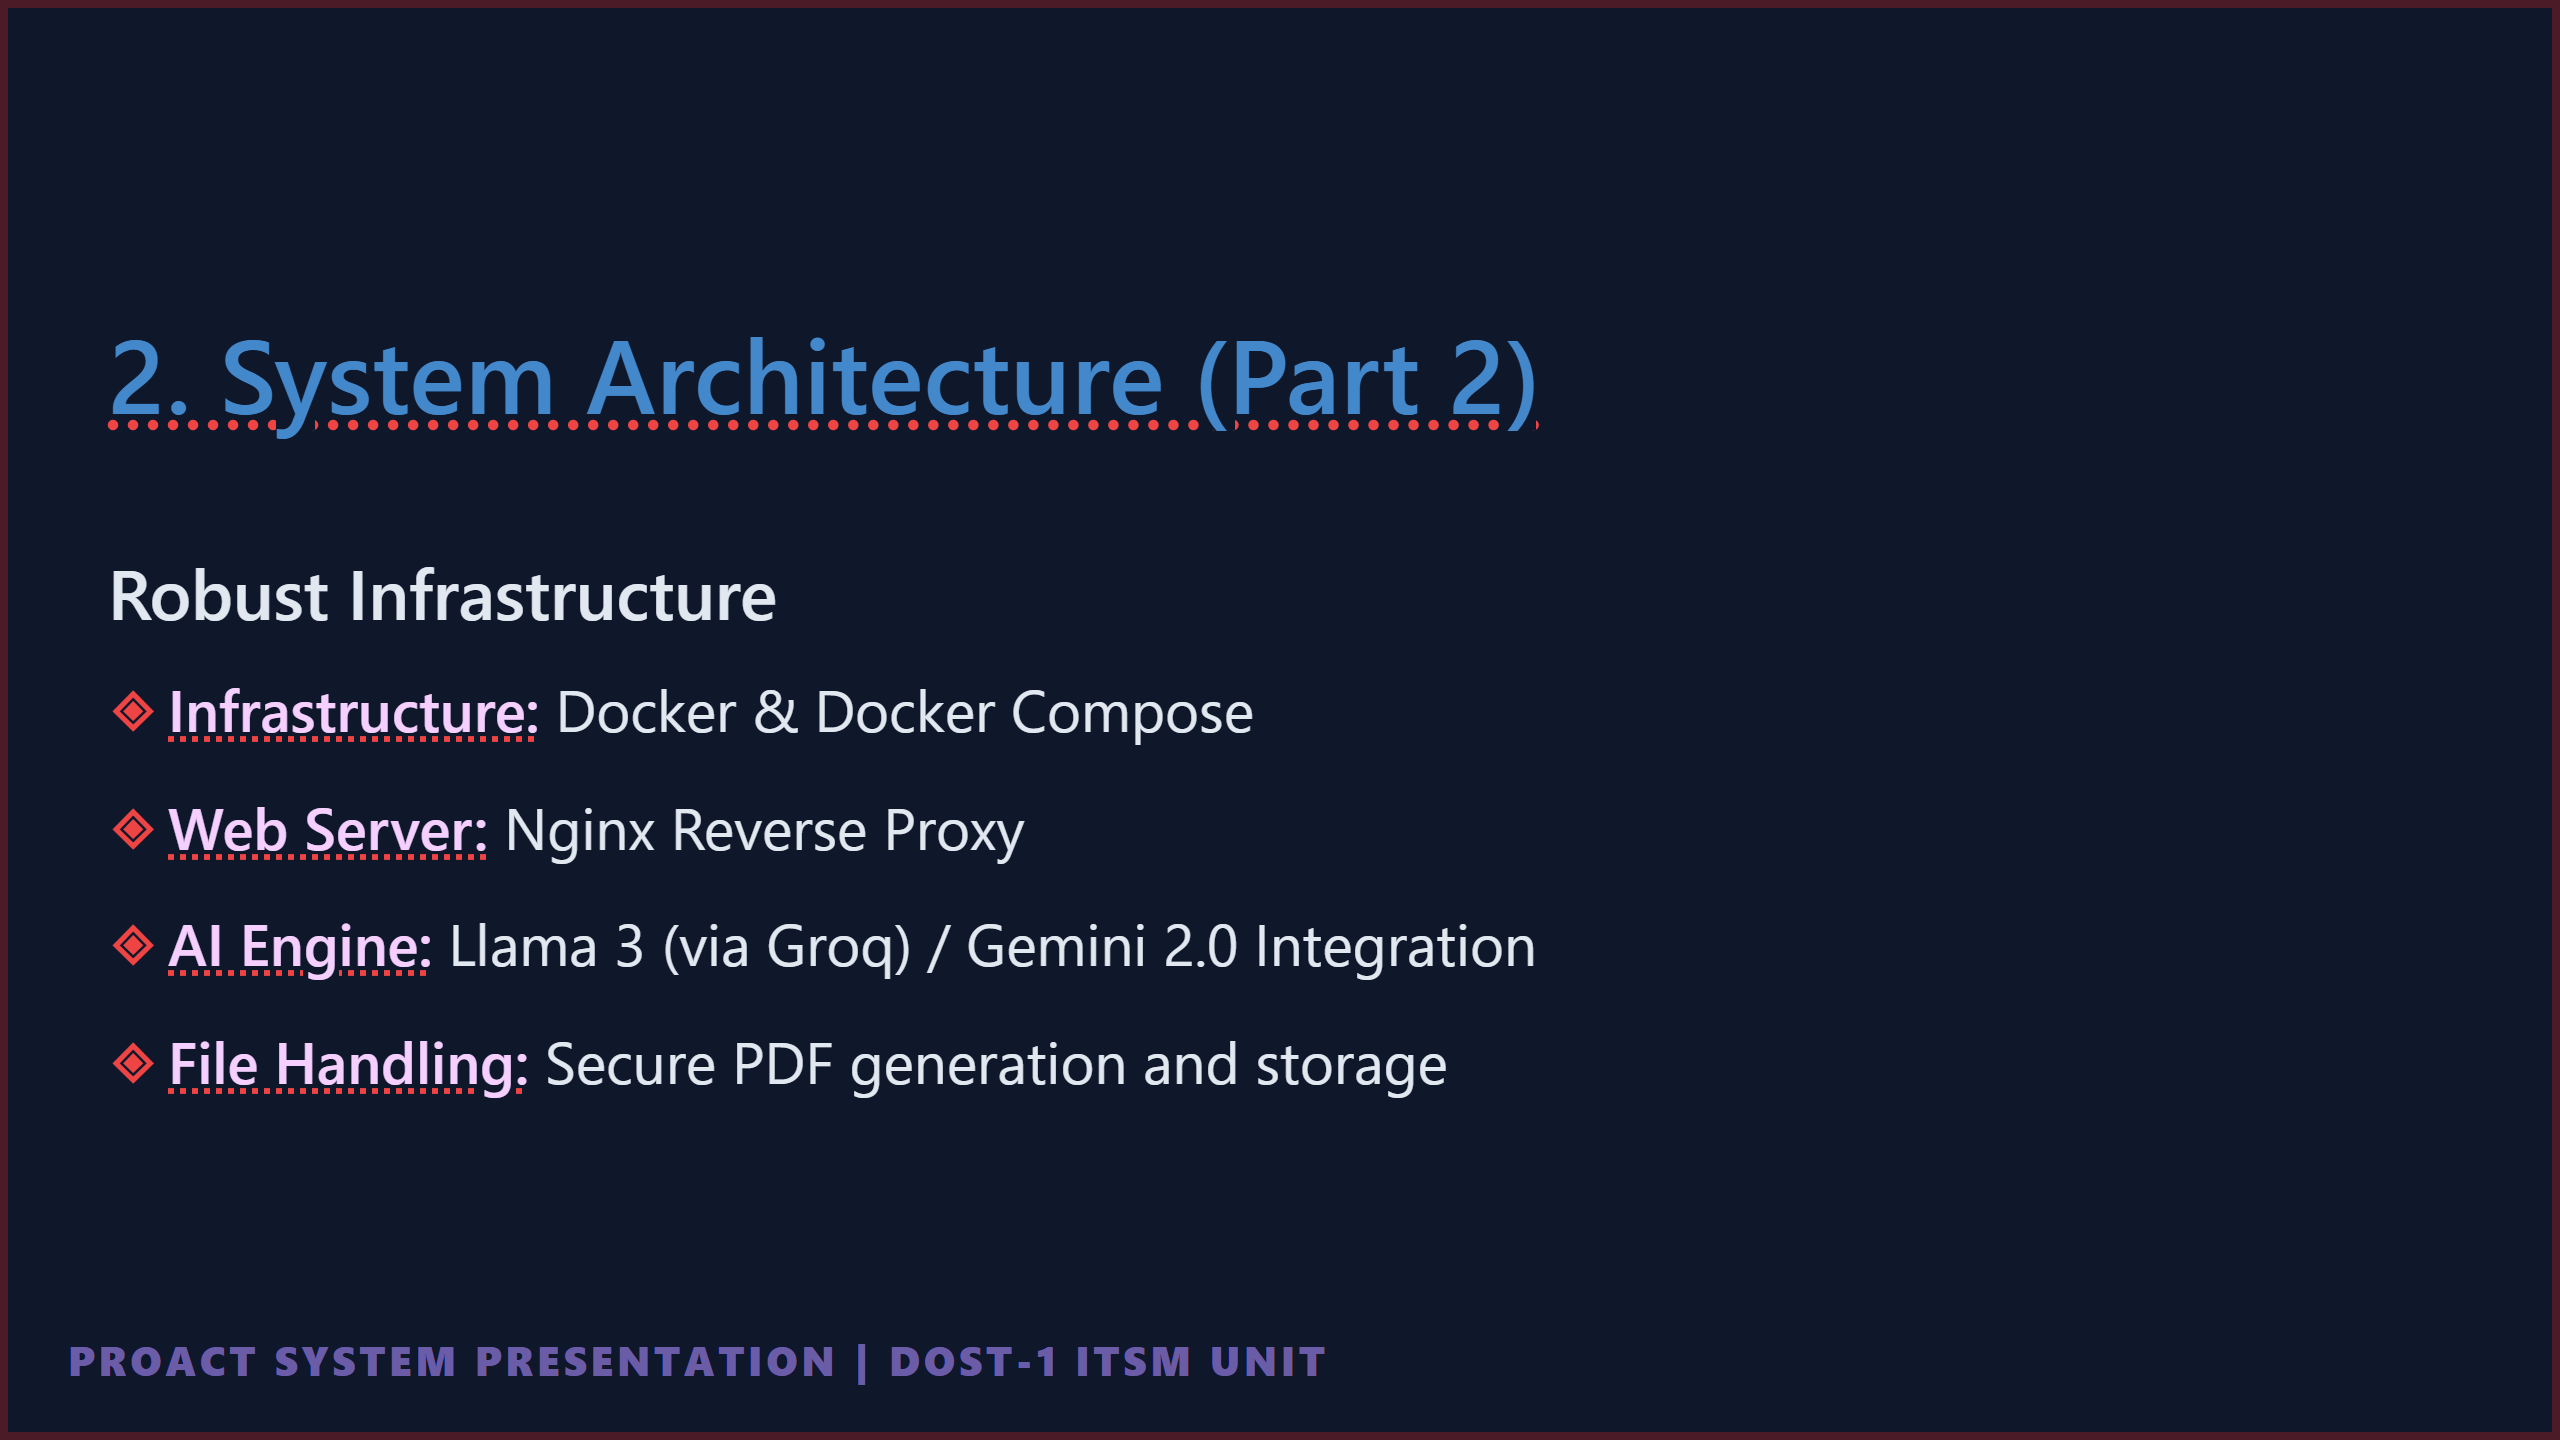 2. System Architecture (Part 2)
Robust Infrastructure
Infrastructure: Docker & Docker Compose
Web Server: Nginx Reverse Proxy
AI Engine: Llama 3 (via Groq) / Gemini 2.0 Integration
File Handling: Secure PDF generation and storage
PROACT SYSTEM PRESENTATION | DOST-1 ITSM UNIT